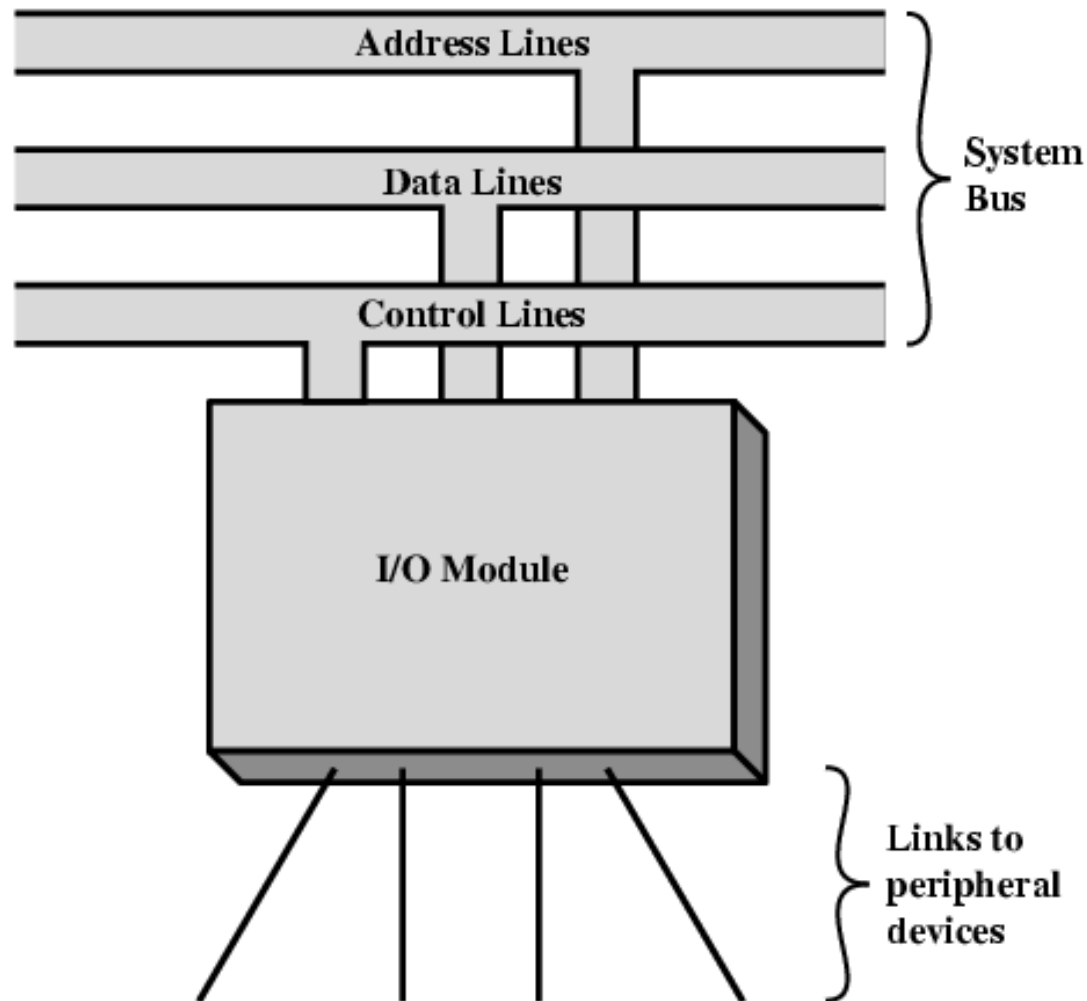 Address Lines
Data Lines
Control Lines
System
Bus
I/O Module
Links to
peripheral
devices